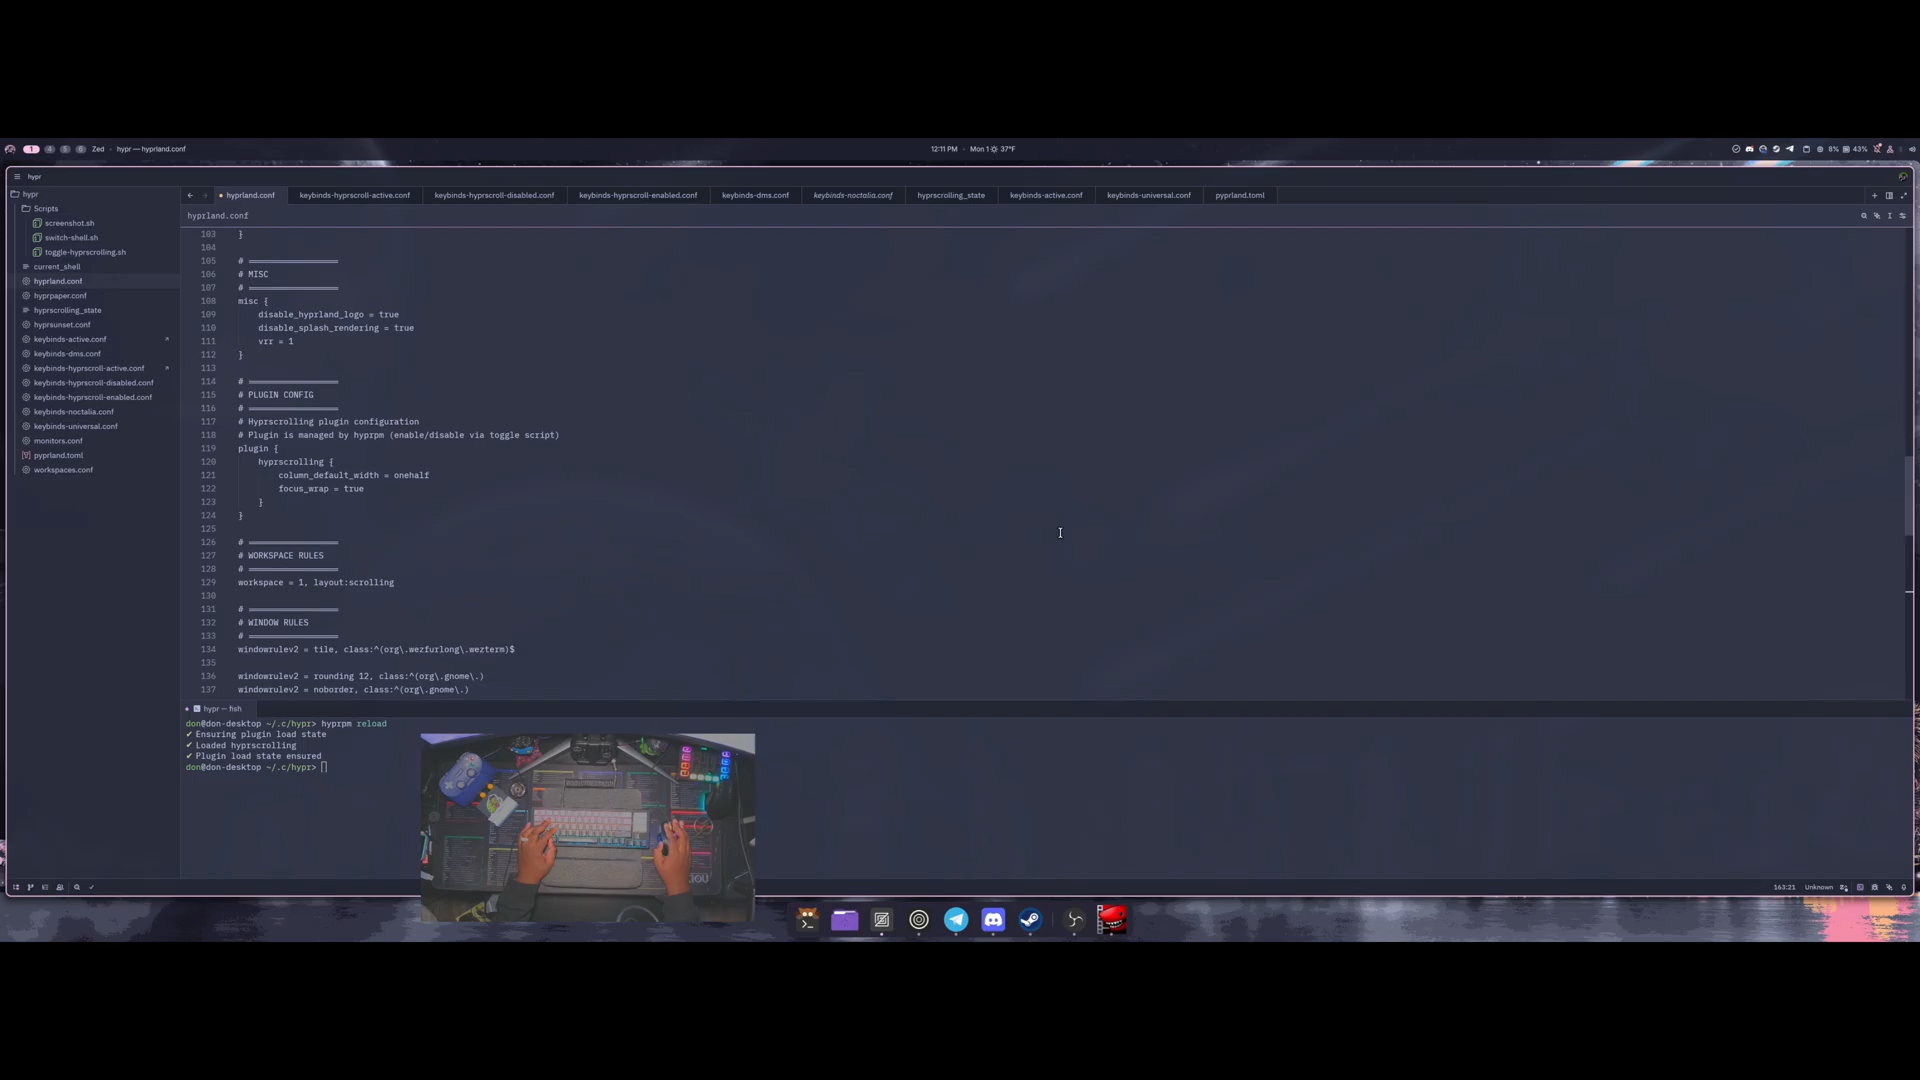 1 4 5 6 Zed • hypr — hyprland.conf
12:11 PM • Mon 1 37°F
8% 43%
hypr
hypr
Scripts
screenshot.sh
switch-shell.sh
toggle-hyprscrolling.sh
current_shell
hyprland.conf
hyprpaper.conf
hyprscrolling_state
hyprsunset.conf
keybinds-active.conf
keybinds-dms.conf
keybinds-hyprscroll-active.conf
keybinds-hyprscroll-disabled.conf
keybinds-hyprscroll-enabled.conf
keybinds-noctalia.conf
keybinds-universal.conf
monitors.conf
pyprland.toml
workspaces.conf
hyprland.conf keybinds-hyprscroll-active.conf keybinds-hyprscroll-disabled.conf keybinds-hyprscroll-enabled.conf keybinds-dms.conf keybinds-noctalia.conf hyprscrolling_state keybinds-active.conf keybinds-universal.conf pyprland.toml
hyprland.conf
103 }
104
105 # ====================
106 # MISC
107 # ====================
108 misc {
109 disable_hyprland_logo = true
110 disable_splash_rendering = true
111 vrr = 1
112 }
113
114 # ====================
115 # PLUGIN CONFIG
116 # ====================
117 # Hyprscrolling plugin configuration
118 # Plugin is managed by hyprpm (enable/disable via toggle script)
119 plugin {
120 hyprscrolling {
121 column_default_width = onehalf
122 focus_wrap = true
123 }
124 }
125
126 # ====================
127 # WORKSPACE RULES
128 # ====================
129 workspace = 1, layout:scrolling
130
131 # ====================
132 # WINDOW RULES
133 # ====================
134 windowrulev2 = tile, class:^(org\.wezfurlong\.wezterm)$
135
136 windowrulev2 = rounding 12, class:^(org\.gnome\.)
137 windowrulev2 = noborder, class:^(org\.gnome\.)
hypr — fish
don@don-desktop ~/.c/hypr> hyprpm reload
✔ Ensuring plugin load state
✔ Loaded hyprscrolling
✔ Plugin load state ensured
don@don-desktop ~/.c/hypr>
163:21 Unknown